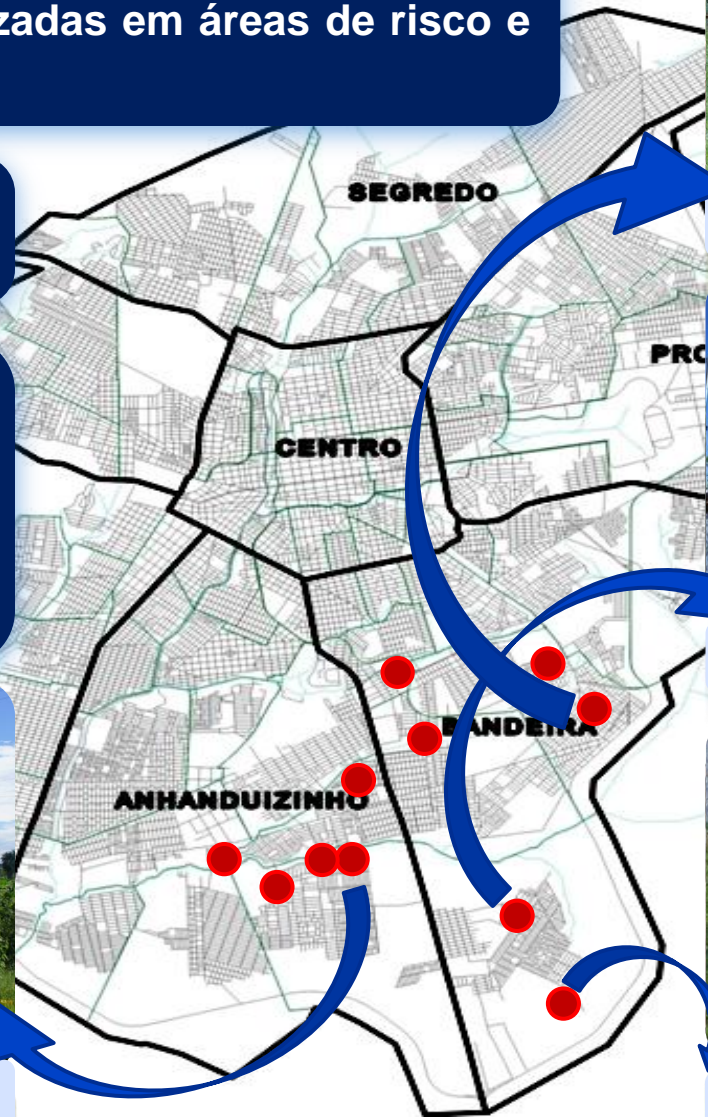 zadas em áreas de risco e
SEGREDO
PRO
CENTRO
BANDEIRA
ANHANDUIZINHO